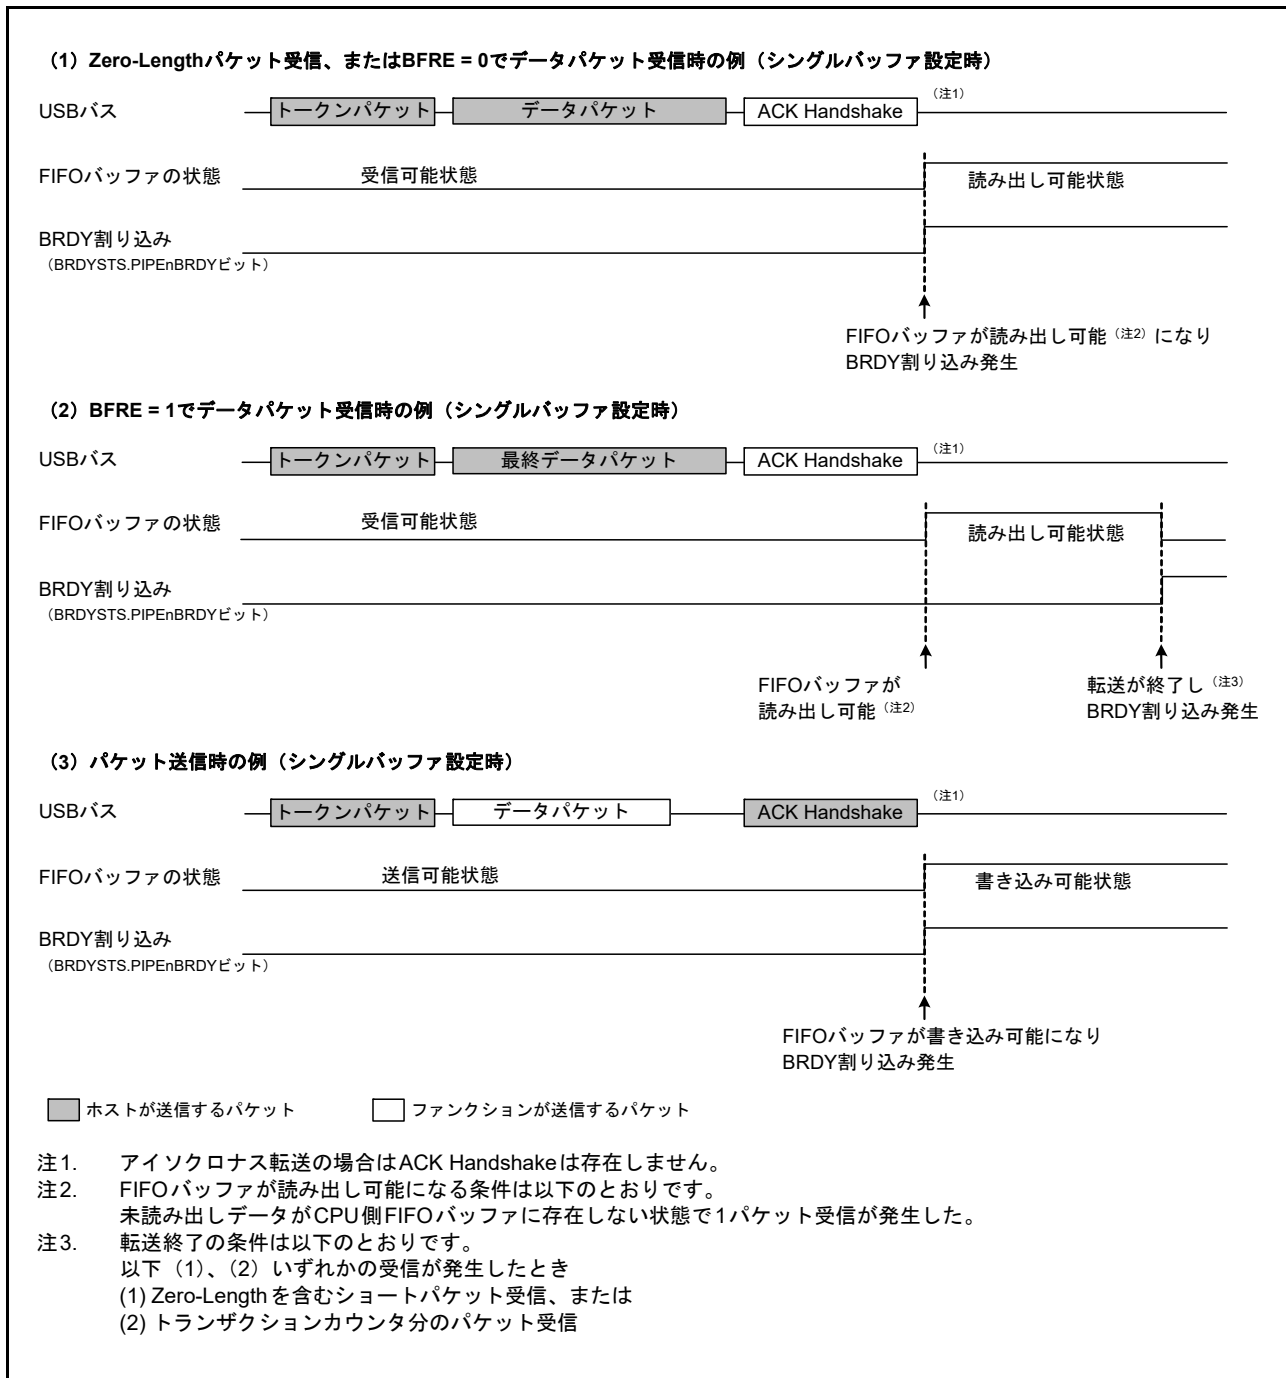 （1）Zero-Lengthパケット受信、またはBFRE = 0でデータパケット受信時の例（シングルバッファ設定時）
USBバス
トークンパケット
データパケット
ACK Handshake
（注1）
FIFOバッファの状態
受信可能状態
読み出し可能状態
BRDY割り込み
（BRDYSTS.PIPEnBRDYビット）
FIFOバッファが読み出し可能（注2）になり
BRDY割り込み発生
（2）BFRE = 1でデータパケット受信時の例（シングルバッファ設定時）
USBバス
トークンパケット
最終データパケット
ACK Handshake
（注1）
FIFOバッファの状態
受信可能状態
読み出し可能状態
BRDY割り込み
（BRDYSTS.PIPEnBRDYビット）
FIFOバッファが
読み出し可能（注2）
転送が終了し（注3）
BRDY割り込み発生
（3）パケット送信時の例（シングルバッファ設定時）
USBバス
トークンパケット
データパケット
ACK Handshake
（注1）
FIFOバッファの状態
送信可能状態
書き込み可能状態
BRDY割り込み
（BRDYSTS.PIPEnBRDYビット）
FIFOバッファが書き込み可能になり
BRDY割り込み発生
ホストが送信するパケット
ファンクションが送信するパケット
注1. アイソクロナス転送の場合はACK Handshakeは存在しません。
注2. FIFOバッファが読み出し可能になる条件は以下のとおりです。
未読み出しデータがCPU側FIFOバッファに存在しない状態で1パケット受信が発生した。
注3. 転送終了の条件は以下のとおりです。
以下（1）、（2）いずれかの受信が発生したとき
(1) Zero-Lengthを含むショートパケット受信、または
(2) トランザクションカウンタ分のパケット受信